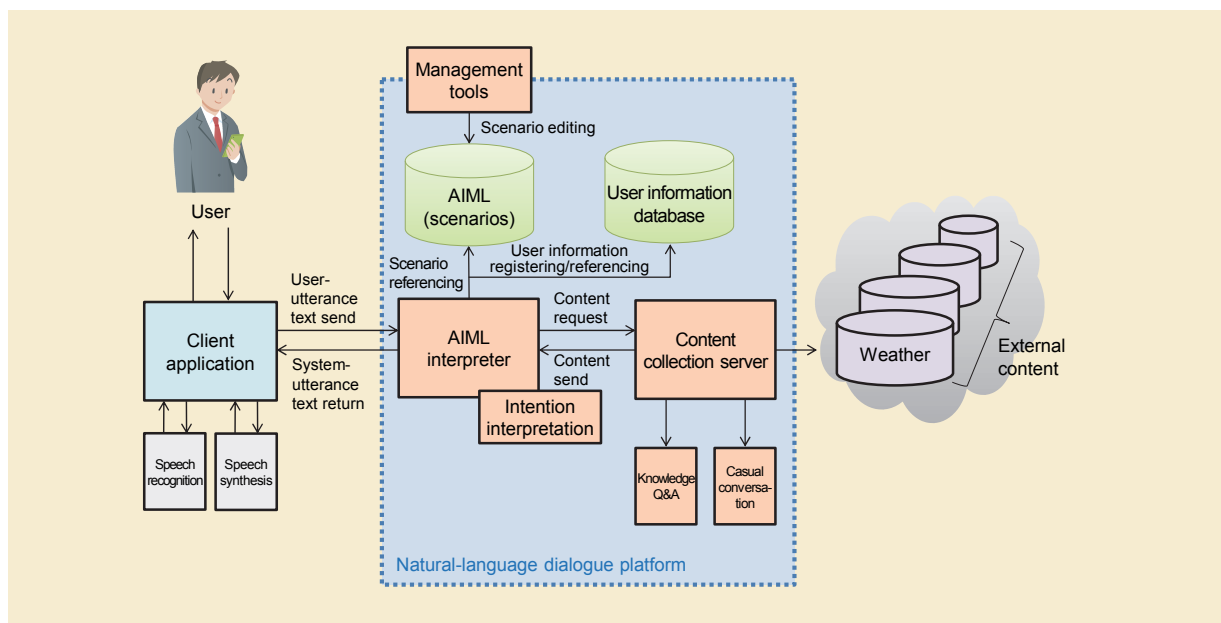 Management
tools
Scenario editing
AIML
(scenarios)
User information
database
User
Scenario
referencing
User information
registering/referencing
User-
utterance
text send
Content
request
Client
application
AIML
interpreter
Content
collection server
Weather
External
content
System-
utterance
text return
Content
send
Intention
interpretation
Speech
recognition
Speech
synthesis
Knowledge
Q&A
Casual
conversa-
tion
Natural-language dialogue platform